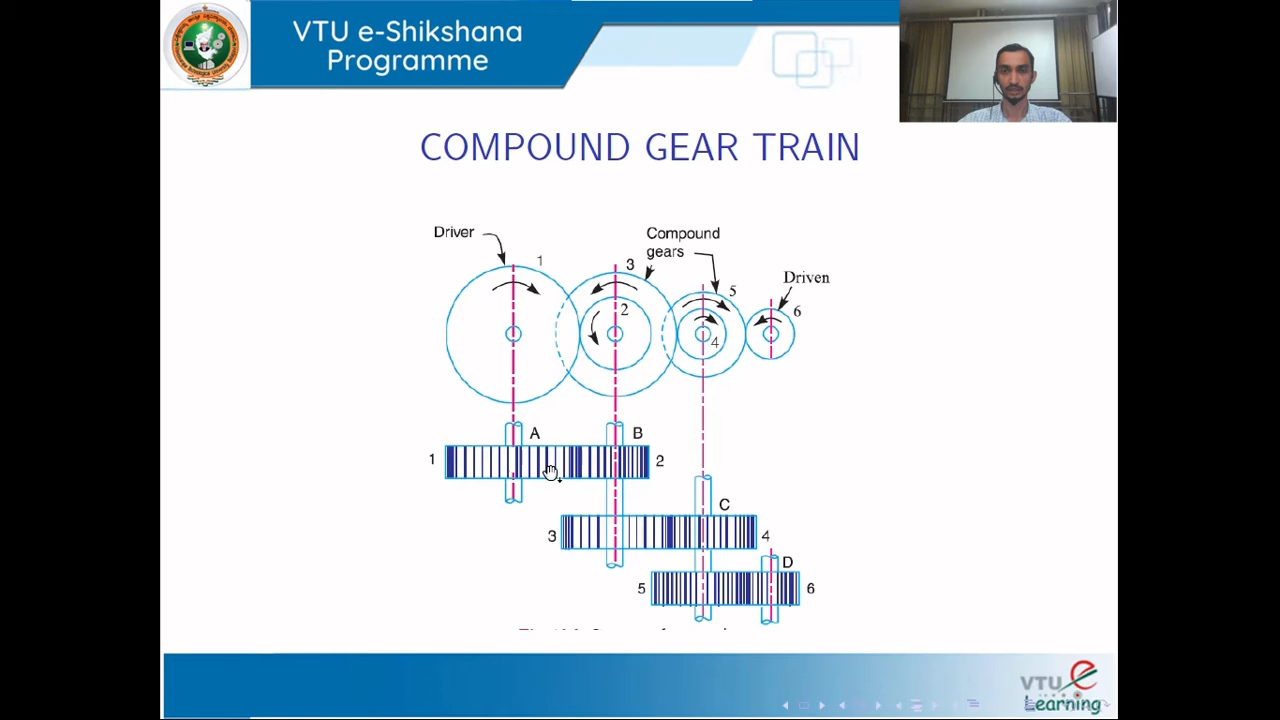 VTU e-Shikshana
Programme
COMPOUND GEAR TRAIN
Driver
1
3
Compound
gears
5
Driven
6
2
4
A
B
1
2
C
3
4
D
5
6
VTU e
Learning